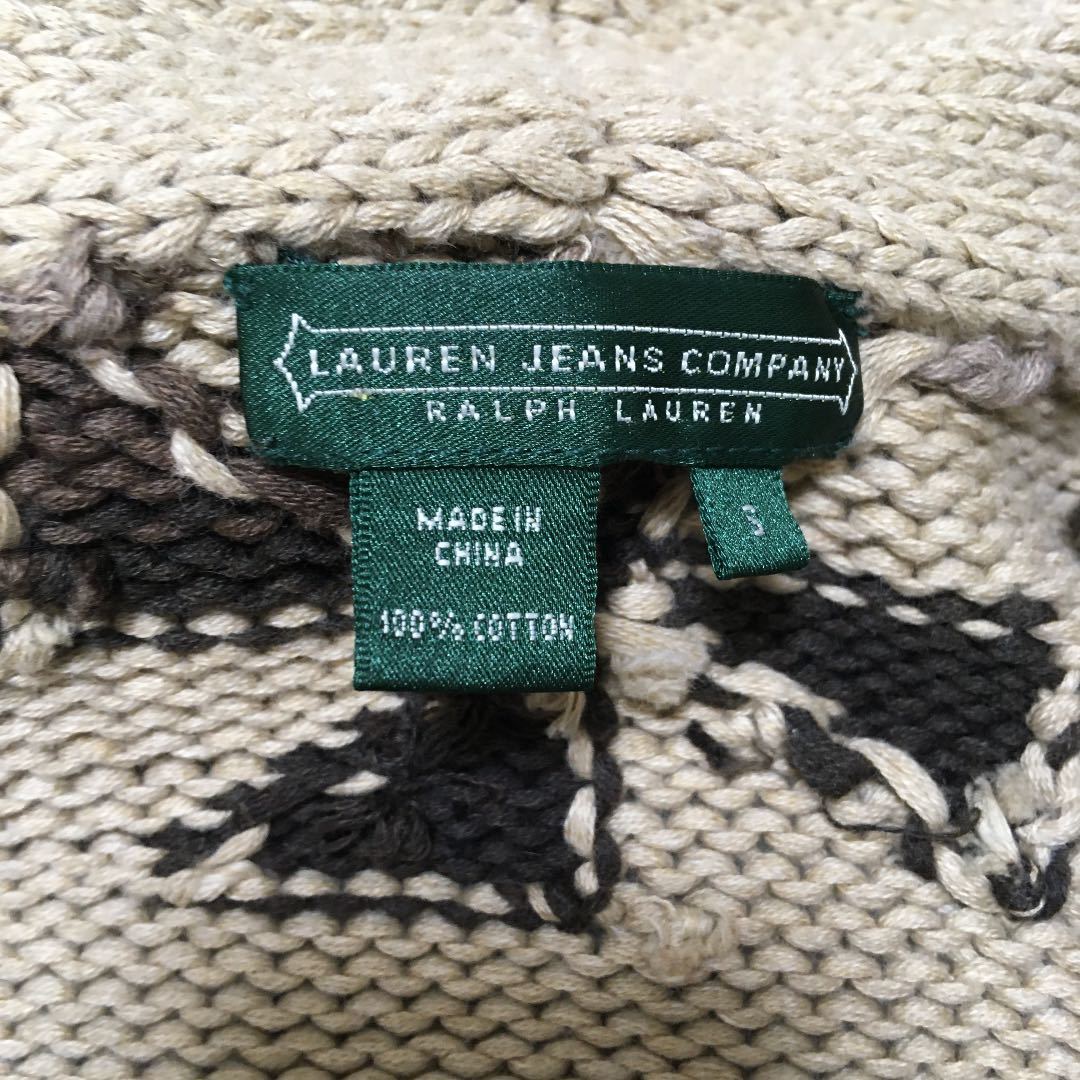 LAUREN JEANS COMPANY
RALPH LAUREN
MADE IN
CHINA
100% COTTON
S